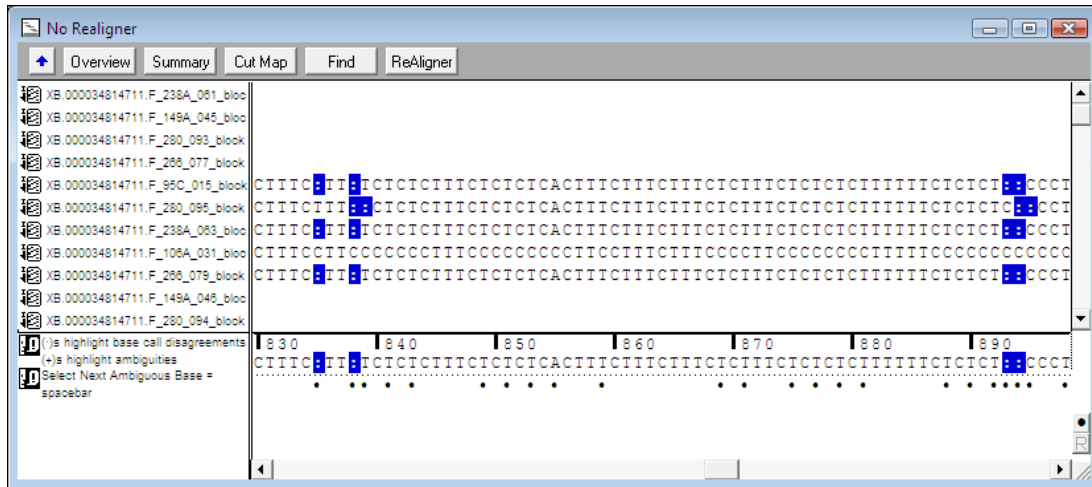 No Realigner
Overview Summary Cut Map Find ReAligner
XB.000034814711.F_238A_061_bloc
XB.000034814711.F_149A_045_bloc
XB.000034814711.F_280_093_block
XB.000034814711.F_266_077_block
XB.000034814711.F_95C_015_block CTTTC:TT:TCTCTCTTTCTCTCTCACTTTCTTTCTTTCTCTTTCTCTCTCTTTTTTCTCTCT::CCCT
XB.000034814711.F_280_095_block CTTTCTTT::CTCTCTTTCTCTCTCACTTTCTTTCTTTCTCTTTCTCTCTCTTTTTTCTCTCTC::CCT
XB.000034814711.F_238A_063_bloc CTTTC:TT:TCTCTCTTTCTCTCTCACTTTCTTTCTTTCTCTTTCTCTCTCTTTTTTCTCTCT::CCCT
XB.000034814711.F_106A_031_bloc CTTTCCTTCCCCCCCTTTCCCCCCCCCTTCCTTTCTTTCCCTTTCCCCCCCCTTTTTCCCCCCCCCCCC
XB.000034814711.F_266_079_block CTTTC:TT:TCTCTCTTTCTCTCTCACTTTCTTTCTTTCTCTTTCTCTCTCTTTTTTCTCTCT::CCCT
XB.000034814711.F_149A_046_bloc
XB.000034814711.F_280_094_block
(·)s highlight base call disagreements 830 840 850 860 870 880 890
(+)s highlight ambiguities CTTTC:TT:TCTCTCTTTCTCTCTCACTTTCTTTCTTTCTCTTTCTCTCTCTTTTTTCTCTCT::CCCT
Select Next Ambiguous Base =
spacebar
R